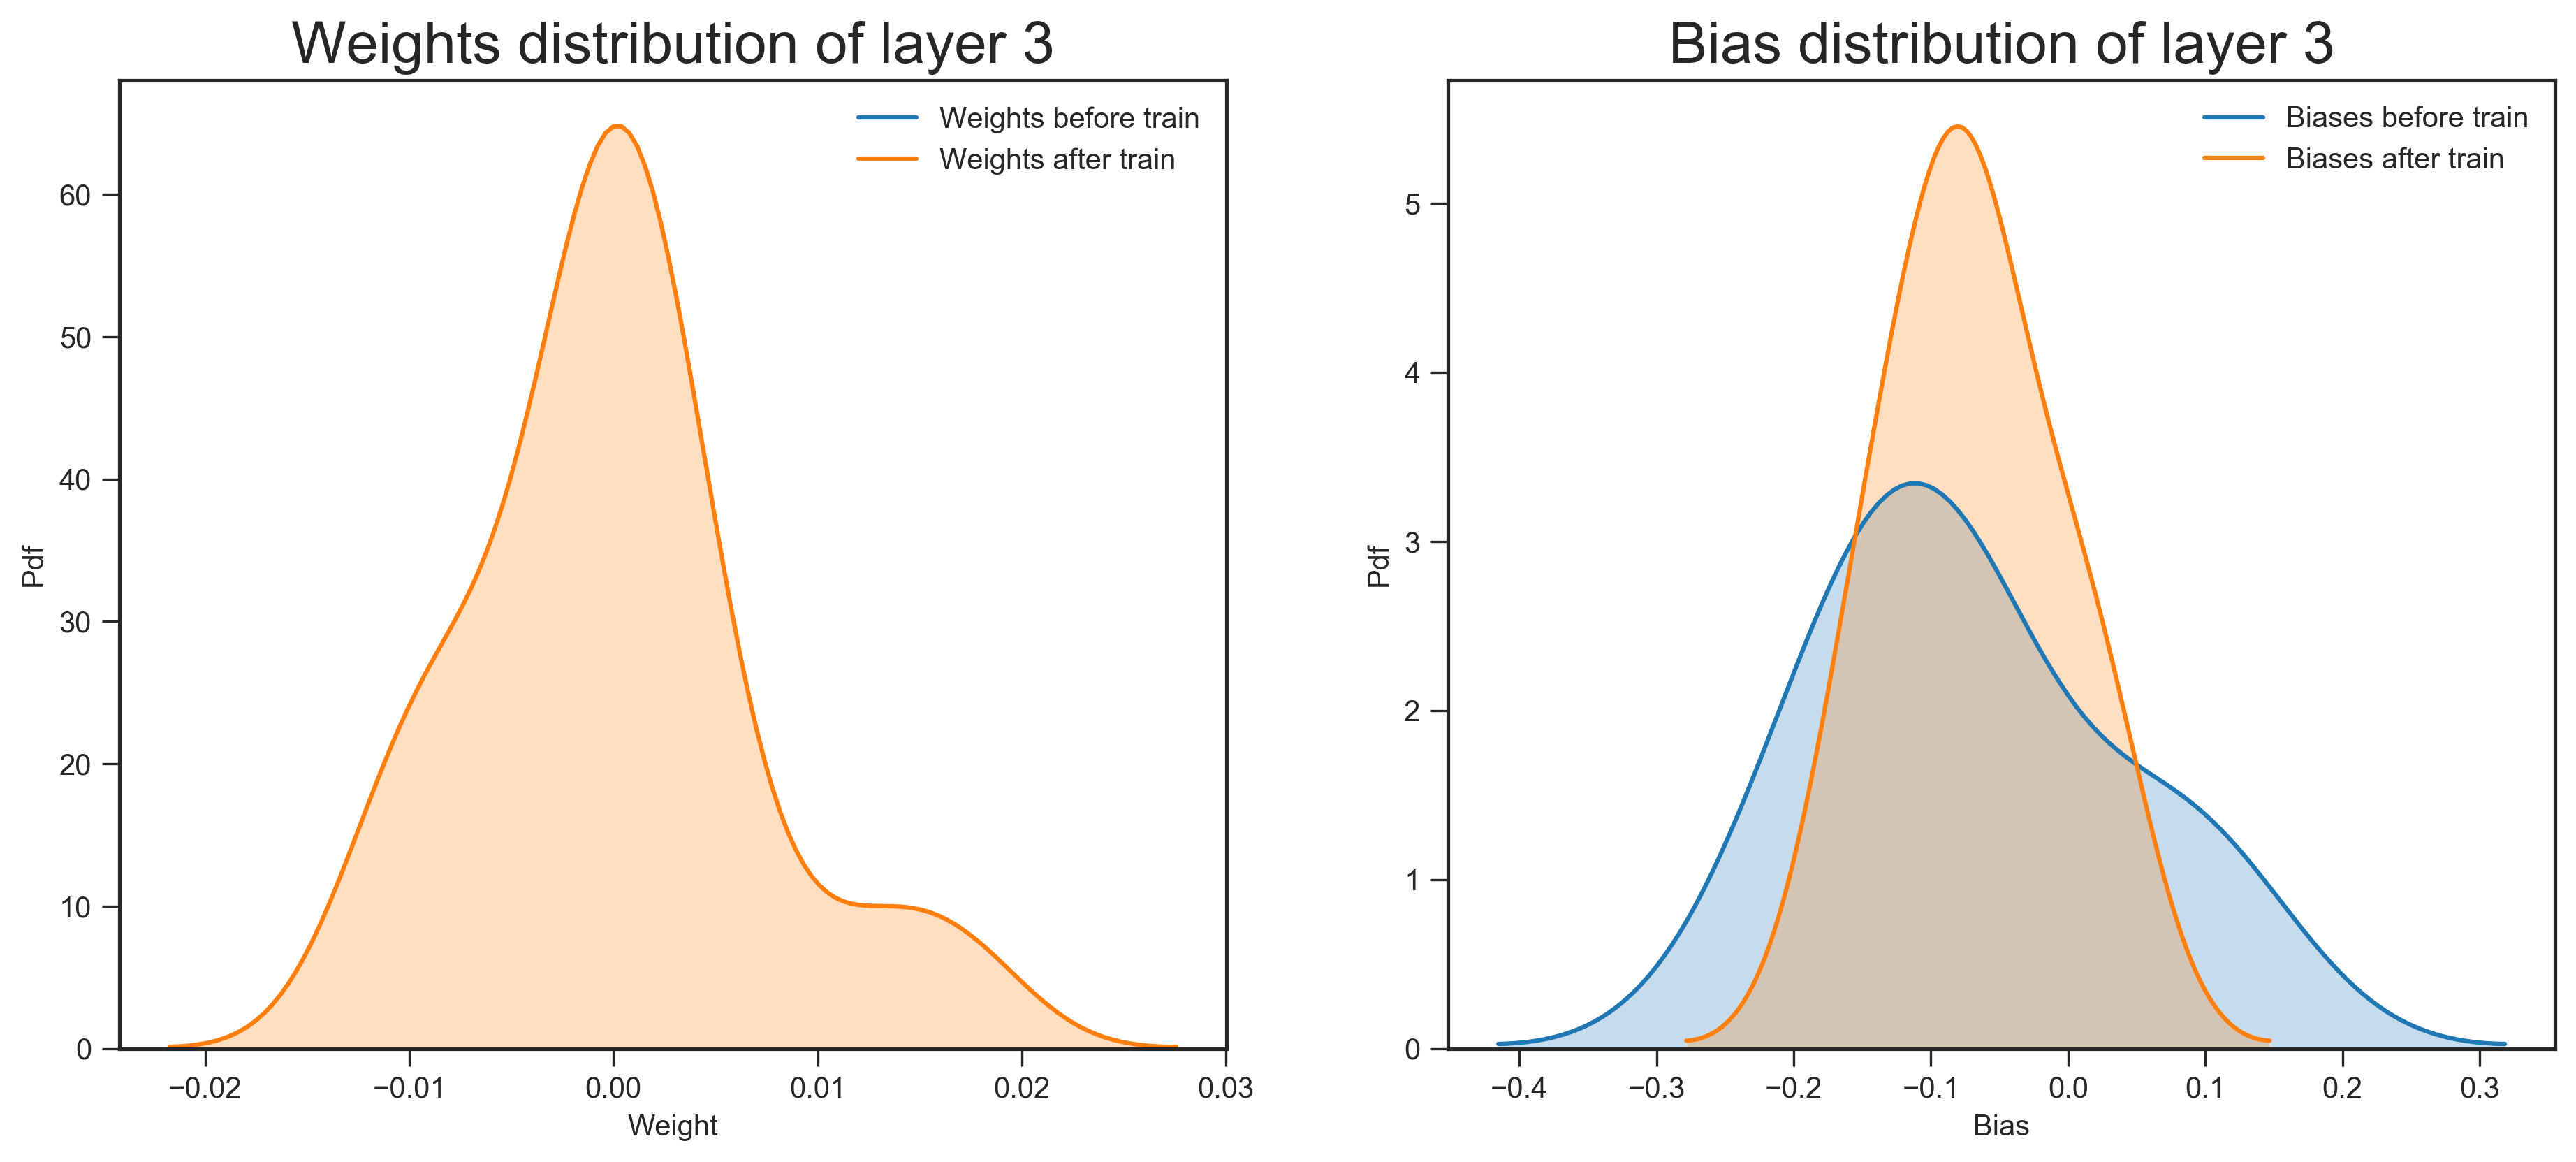 Weights distribution of layer 3
Weights before train
Weights after train
60
50
40
30
20
10
0
Pdf
−0.02
−0.01
0.00
0.01
0.02
0.03
Weight
Bias distribution of layer 3
Biases before train
Biases after train
5
4
3
2
1
0
Pdf
−0.4
−0.3
−0.2
−0.1
0.0
0.1
0.2
0.3
Bias